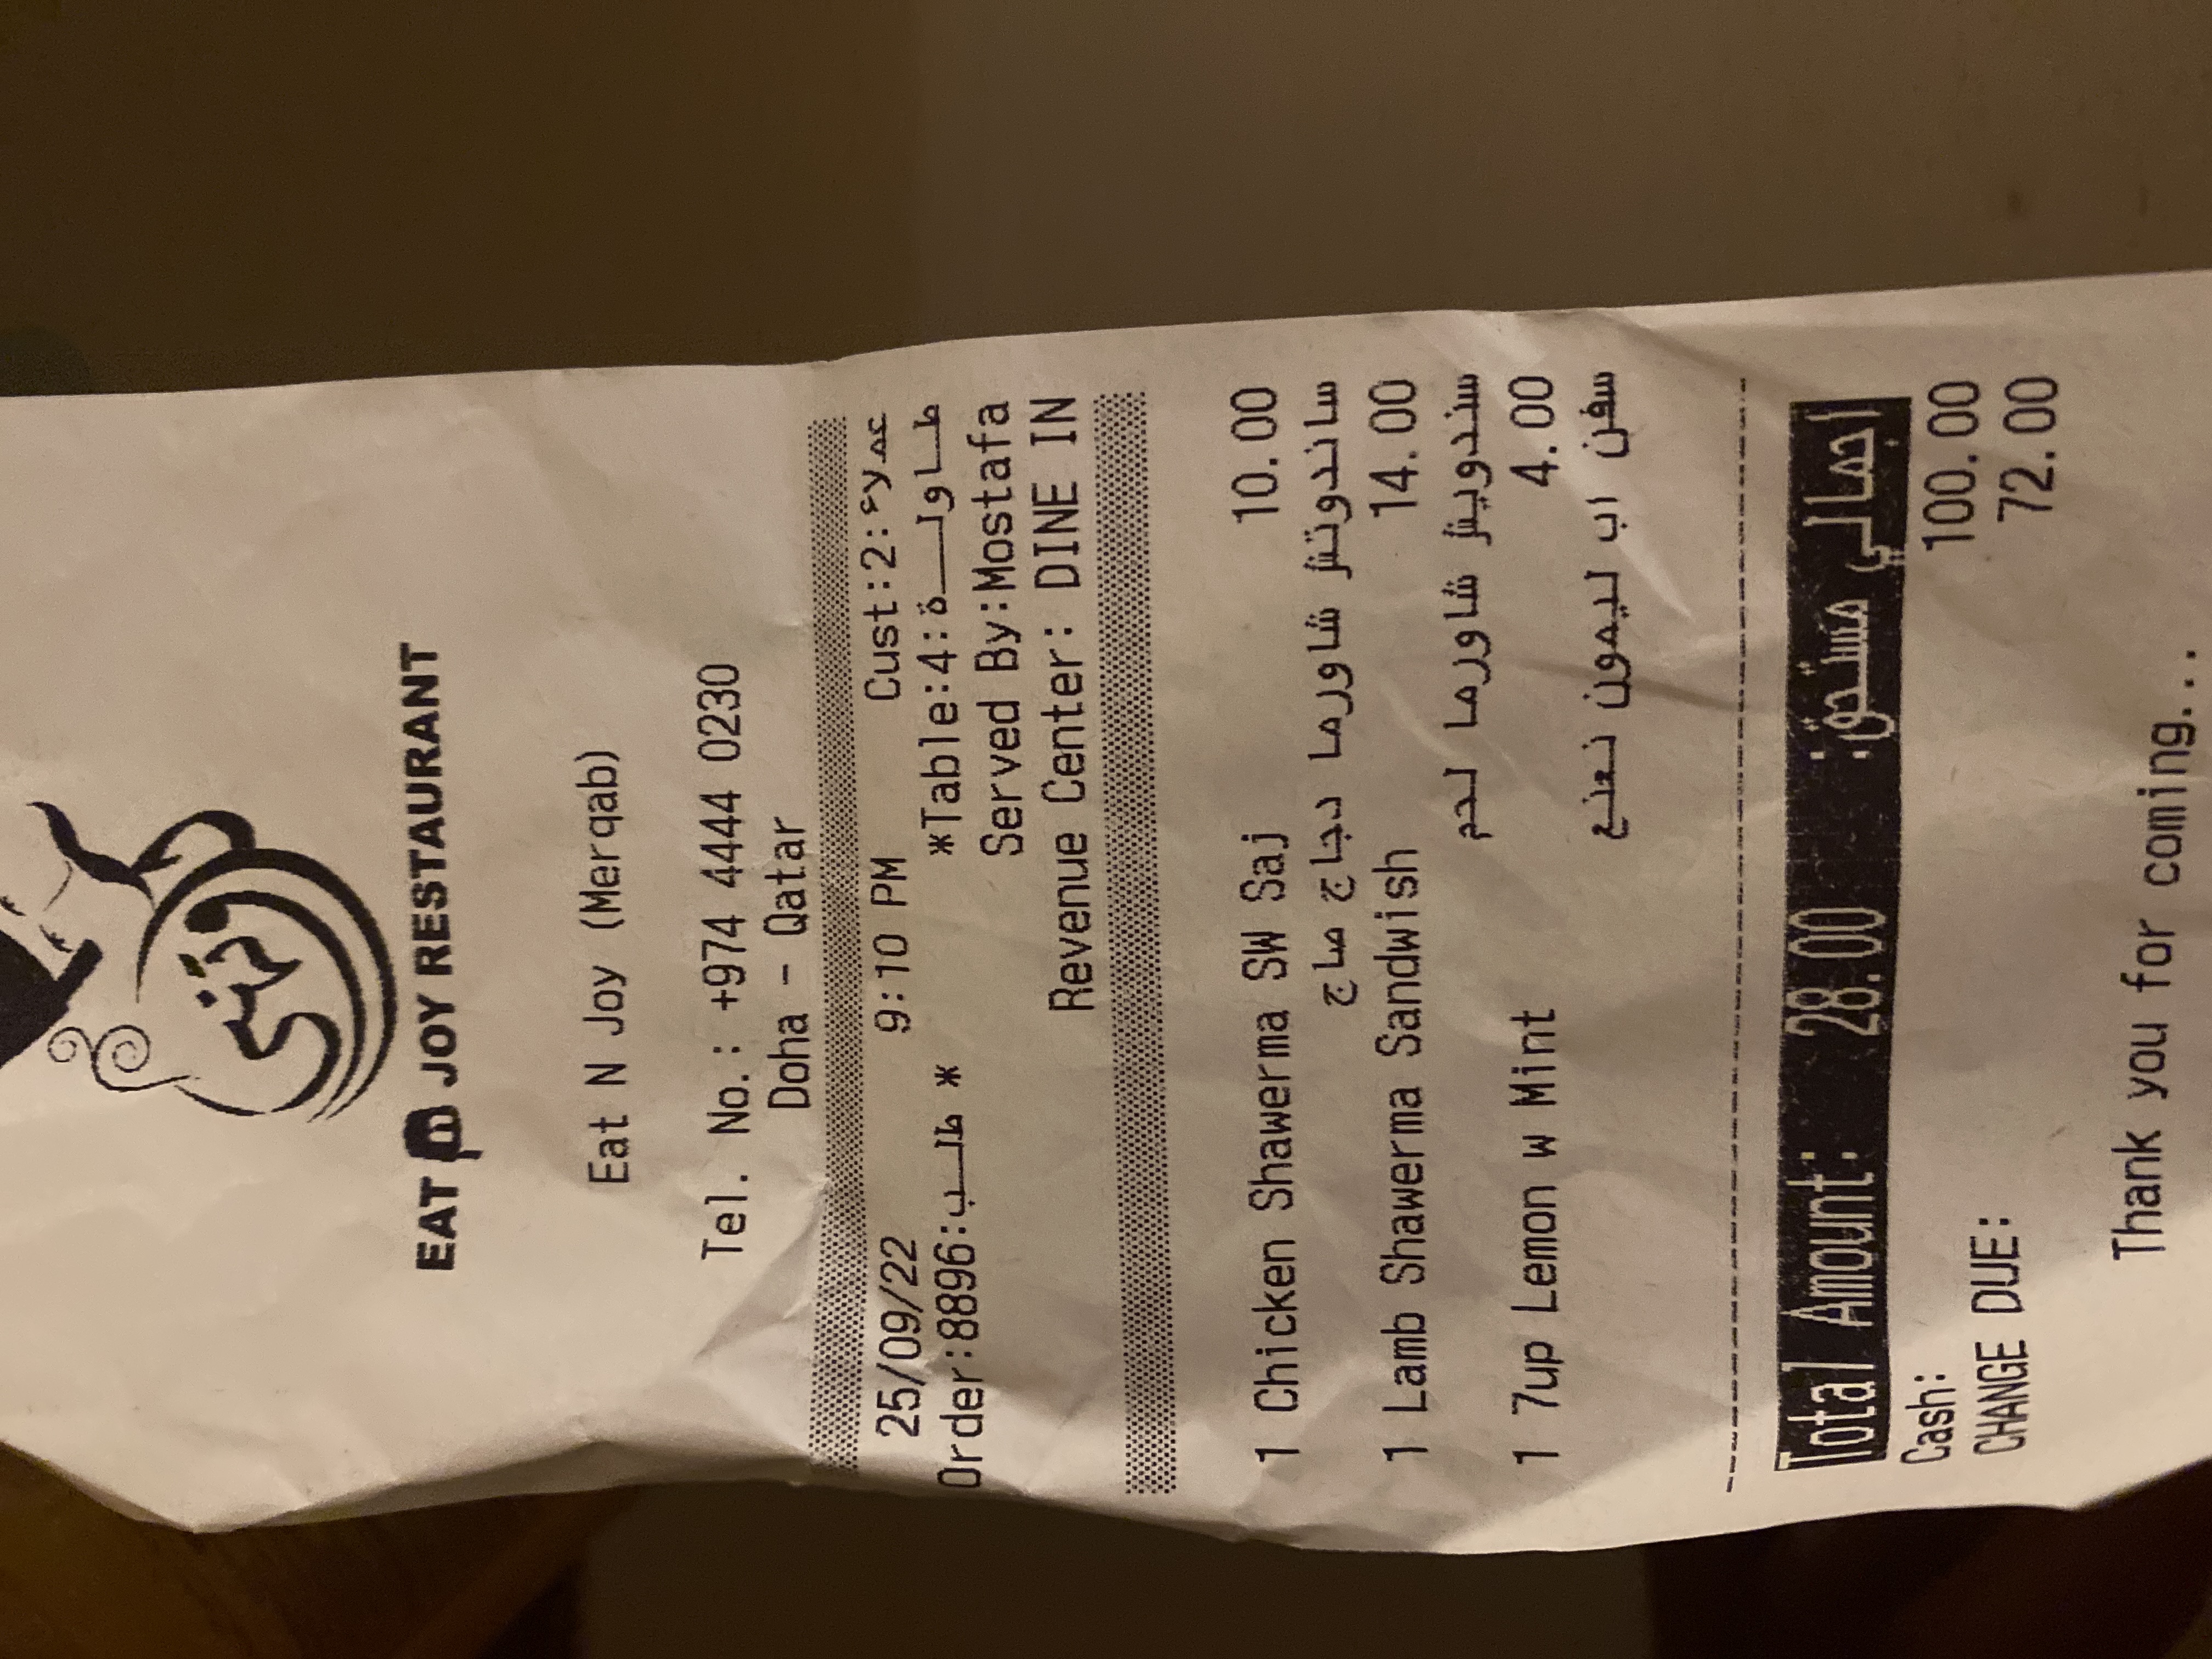 EAT n JOY RESTAURANT
Eat N Joy (Merqab)
Tel. No.: +974 4444 0230
Doha - Qatar
25/09/22 9:10 PM Cust:2:عملاء
Order:8896:طلب * *Table:4:طاولة
Served By:Mostafa
Revenue Center: DINE IN
1 Chicken Shawerma SW Saj 10.00
ساندوتش شاورما دجاج صاج
1 Lamb Shawerma Sandwish 14.00
سندويش شاورما لحم
1 7up Lemon w Mint 4.00
سفن اب ليمون نعنع
Total Amount: 28.00 إجمالي مستحق:
Cash: 100.00
CHANGE DUE: 72.00
Thank you for coming...